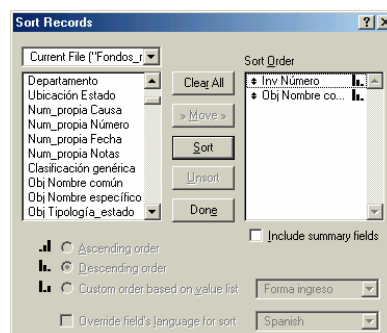 Sort Records
Current File ("Fondos_r
Departamento
Ubicación Estado
Num_propia Causa
Num_propia Número
Num_propia Fecha
Num_propia Notas
Clasificación genérica
Obj Nombre común
Obj Nombre específico
Obj Tipología_estado
Clear All
» Move »
Sort
Unsort
Done
Sort Order
Inv Número
Obj Nombre co...
Include summary fields
Ascending order
Descending order
Custom order based on value list
Forma ingreso
Override field's language for sort
Spanish